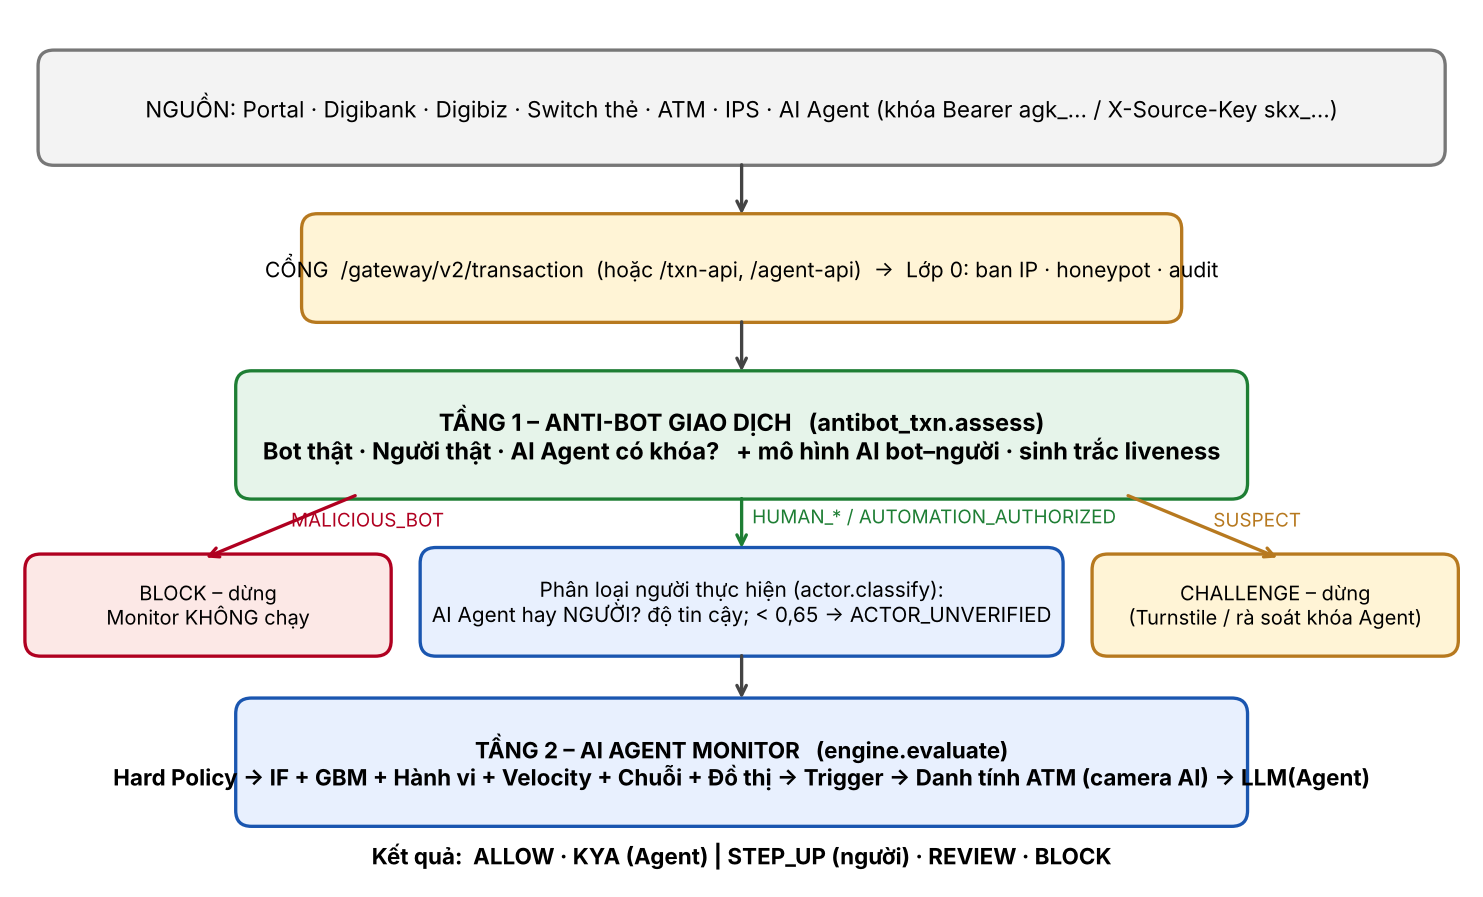 NGUỒN: Portal · Digibank · Digibiz · Switch thẻ · ATM · IPS · AI Agent (khóa Bearer agk_... / X-Source-Key skx_...)
CỔNG /gateway/v2/transaction (hoặc /txn-api, /agent-api) → Lớp 0: ban IP · honeypot · audit
TẦNG 1 – ANTI-BOT GIAO DỊCH (antibot_txn.assess)
Bot thật · Người thật · AI Agent có khóa? + mô hình AI bot–người · sinh trắc liveness
MALICIOUS_BOT
HUMAN_* / AUTOMATION_AUTHORIZED
SUSPECT
BLOCK – dừng
Monitor KHÔNG chạy
Phân loại người thực hiện (actor.classify):
AI Agent hay NGƯỜI? độ tin cậy; < 0,65 → ACTOR_UNVERIFIED
CHALLENGE – dừng
(Turnstile / rà soát khóa Agent)
TẦNG 2 – AI AGENT MONITOR (engine.evaluate)
Hard Policy → IF + GBM + Hành vi + Velocity + Chuỗi + Đồ thị → Trigger → Danh tính ATM (camera AI) → LLM(Agent)
Kết quả: ALLOW · KYA (Agent) | STEP_UP (người) · REVIEW · BLOCK